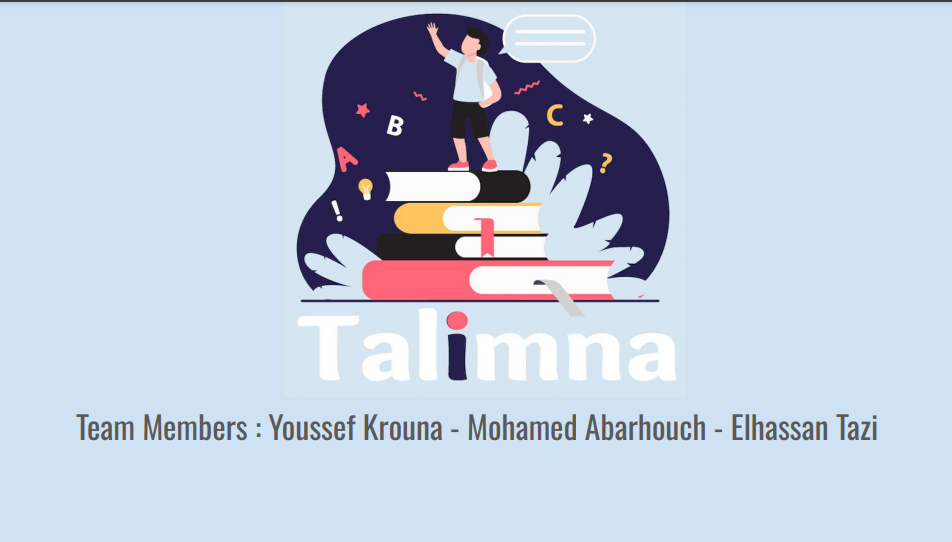 B
C
A
?
!
Talimna
Team Members : Youssef Krouna - Mohamed Abarhouch - Elhassan Tazi